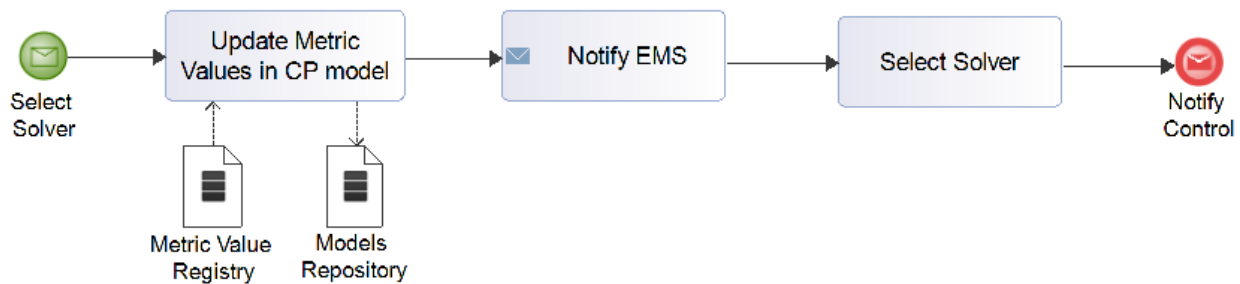 Select
Solver
Update Metric
Values in CP model
Notify EMS
Select Solver
Notify
Control
Metric Value
Registry
Models
Repository